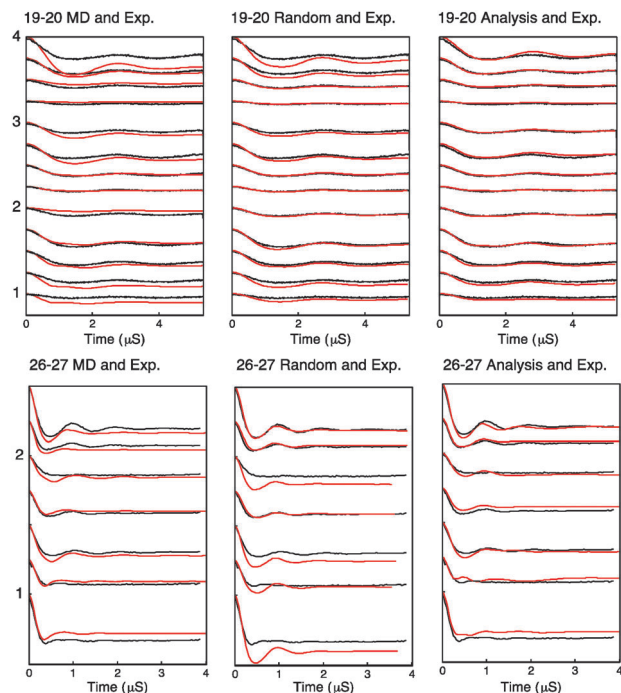 19-20 MD and Exp.
19-20 Random and Exp.
19-20 Analysis and Exp.
4
3
2
1
0 2 4
0 2 4
0 2 4
Time (μS)
Time (μS)
Time (μS)
26-27 MD and Exp.
26-27 Random and Exp.
26-27 Analysis and Exp.
2
1
0 1 2 3 4
0 1 2 3 4
0 1 2 3 4
Time (μS)
Time (μS)
Time (μS)